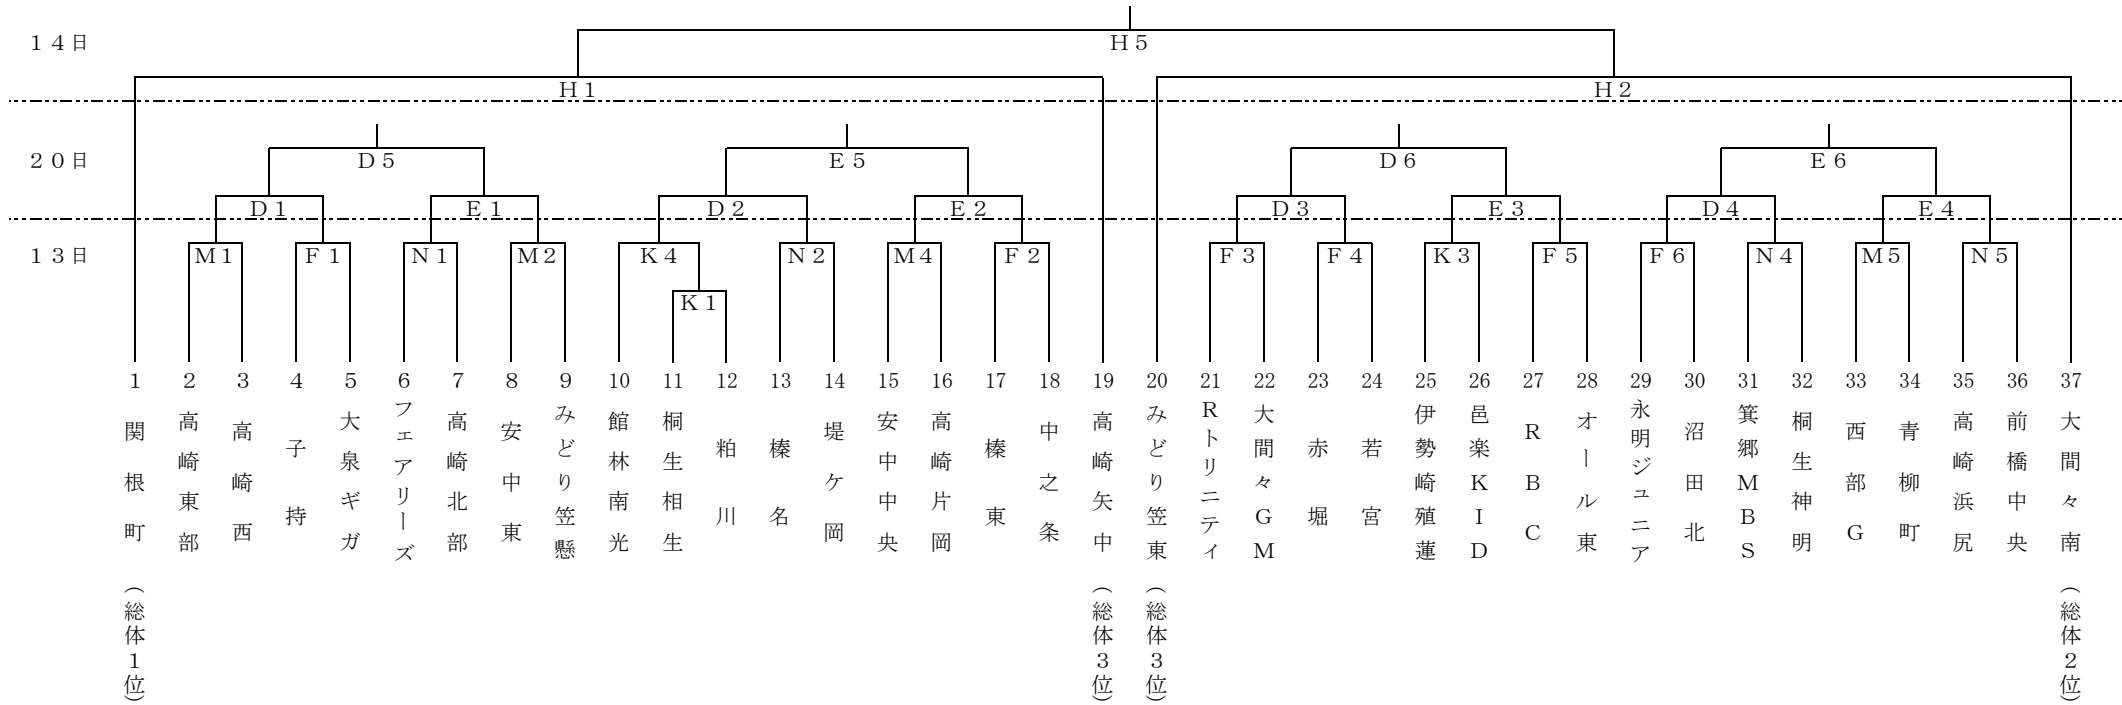 14日
H5
H1
H2
20日
D5
E5
D6
E6
D1
E1
D2
E2
D3
E3
D4
E4
13日
M1
F1
N1
M2
K4
N2
M4
F2
F3
F4
K3
F5
F6
N4
M5
N5
K1
1 関根町 (総体1位)
2 高崎東部
3 高崎西
4 子持
5 大泉ギガ
6 フェアリーズ
7 高崎北部
8 安中東
9 みどり笠懸
10 館林南光
11 桐生相生
12 粕川
13 榛名
14 堤ケ岡
15 安中中央
16 高崎片岡
17 榛東
18 中之条
19 高崎矢中 (総体3位)
20 みどり笠東 (総体3位)
21 Rトリニティ
22 大間々GM
23 赤堀
24 若宮
25 伊勢崎殖蓮
26 邑楽KID
27 RBC
28 オール東
29 永明ジュニア
30 沼田北
31 箕郷MBS
32 桐生神明
33 西部G
34 青柳町
35 高崎浜尻
36 前橋中央
37 大間々南 (総体2位)